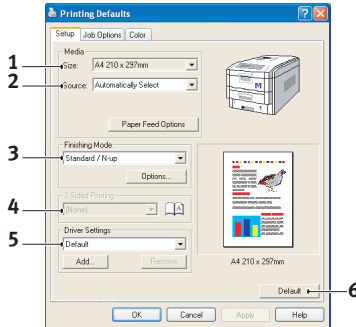 Printing Defaults
Setup Job Options Color
Media
1 Size: A4 210 x 297mm
2 Source: Automatically Select
Paper Feed Options
Finishing Mode
3 Standard / N-up
Options...
2-Sided Printing
4 (None) A
Driver Settings
5 Default
Add... Remove
A4 210 x 297mm
Default 6
OK Cancel Apply Help